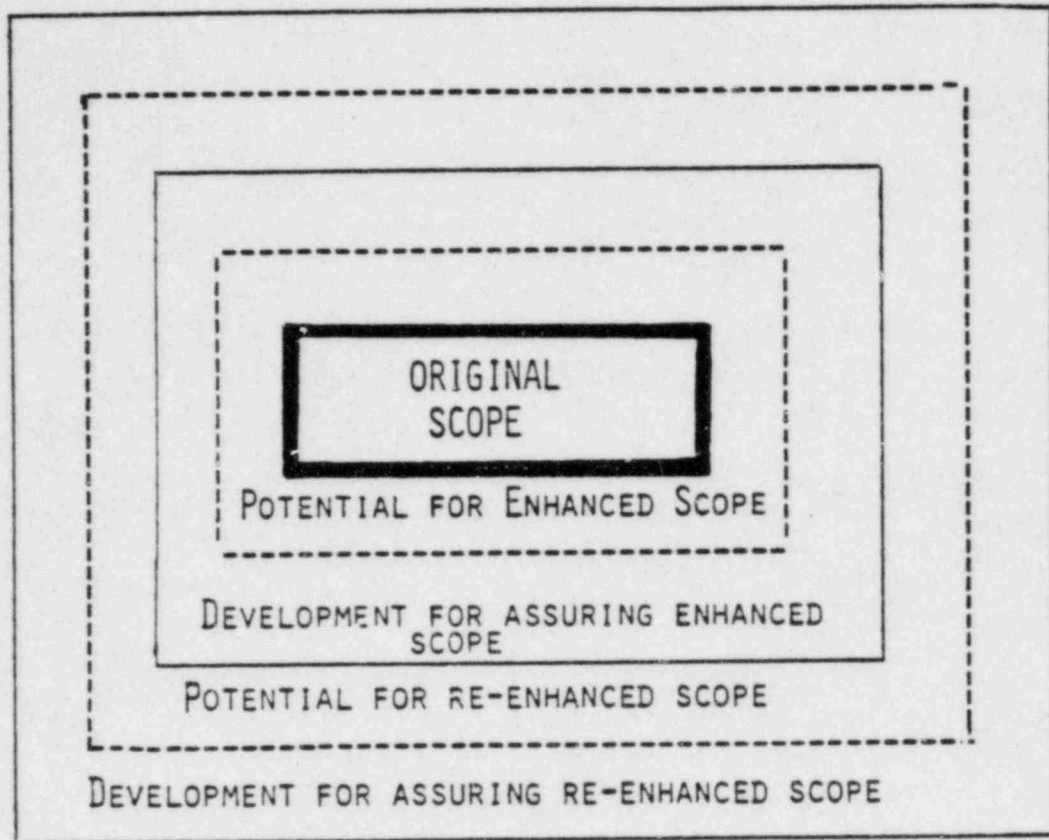 ORIGINAL
SCOPE
POTENTIAL FOR ENHANCED SCOPE
DEVELOPMENT FOR ASSURING ENHANCED
SCOPE
POTENTIAL FOR RE-ENHANCED SCOPE
DEVELOPMENT FOR ASSURING RE-ENHANCED SCOPE